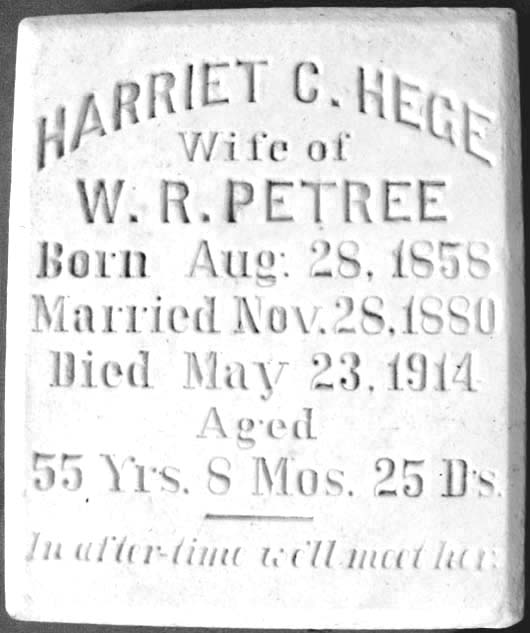 HARRIET C. HEGE
Wife of
W. R. PETREE
Born Aug. 28, 1858
Married Nov. 28, 1880
Died May 23, 1914
Aged
55 Yrs. 8 Mos. 25 Ds.
In after-time we'll meet her.